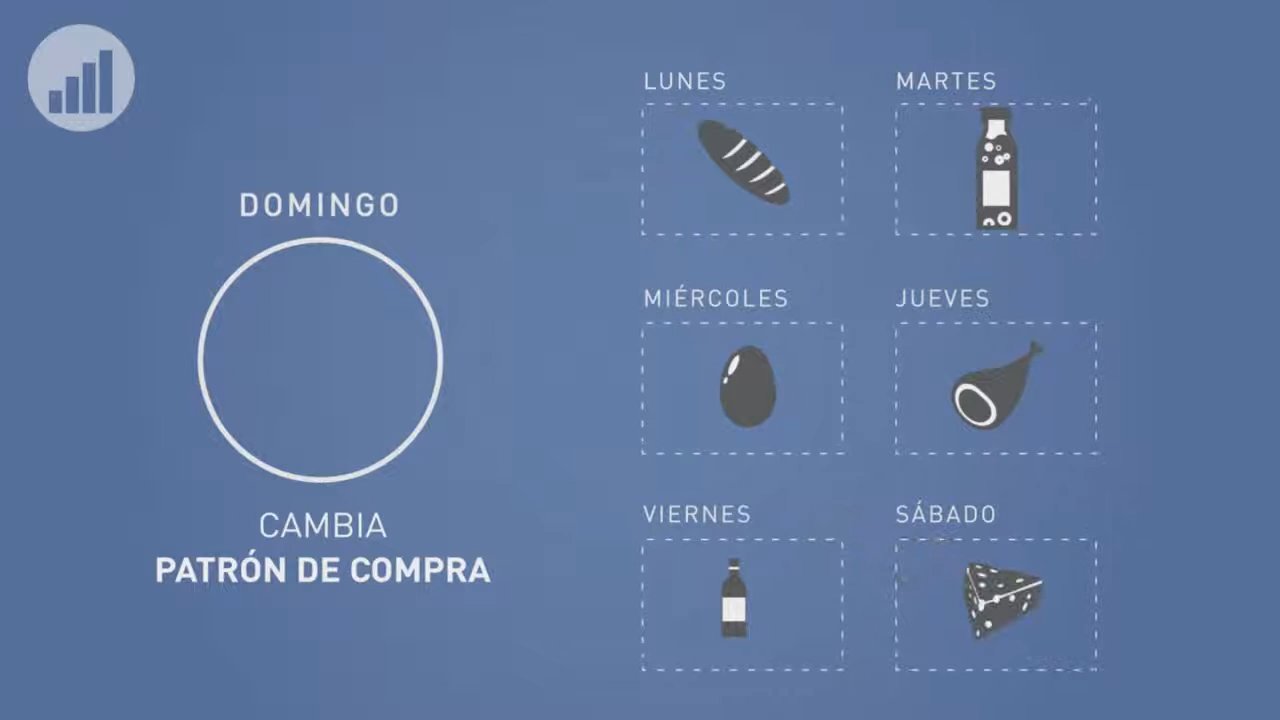 DOMINGO
CAMBIA
PATRÓN DE COMPRA
LUNES
MARTES
MIÉRCOLES
JUEVES
VIERNES
SÁBADO